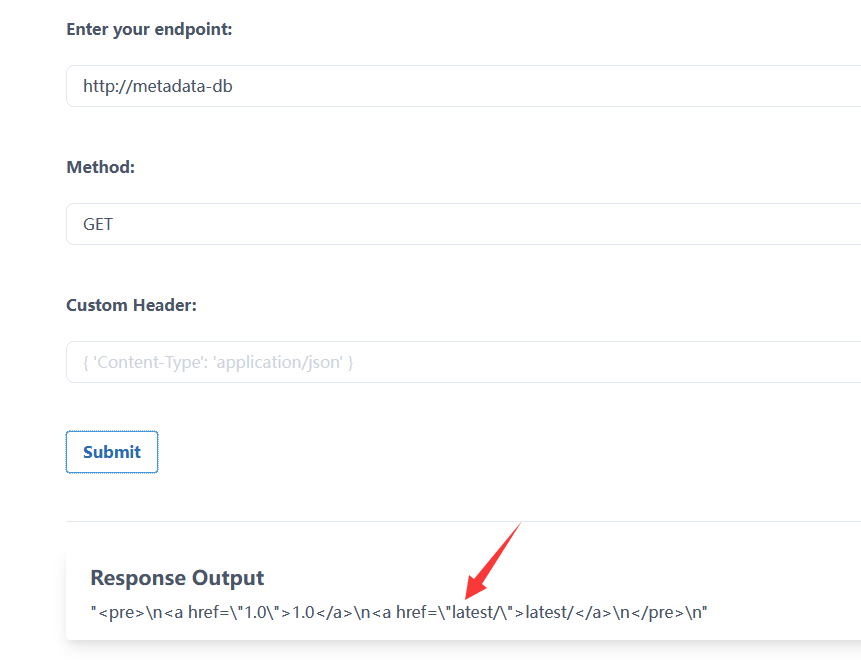 Enter your endpoint:
http://metadata-db
Method:
GET
Custom Header:
{ 'Content-Type': 'application/json' }
Submit
Response Output
"<pre>\n<a href=\"1.0\">1.0</a>\n<a href=\"latest/\">latest/</a>\n</pre>\n"